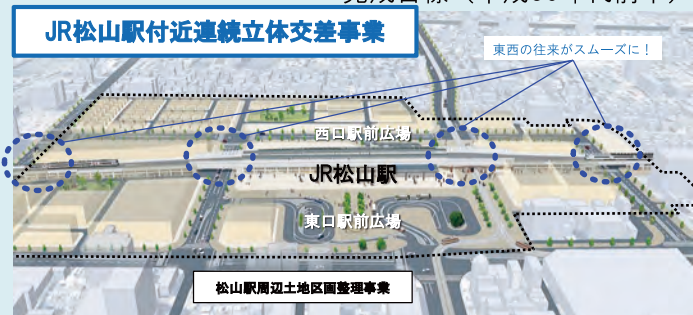 JR松山駅付近連続立体交差事業
東西の往来がスムーズに！
西口駅前広場
JR松山駅
東口駅前広場
松山駅周辺土地区画整理事業